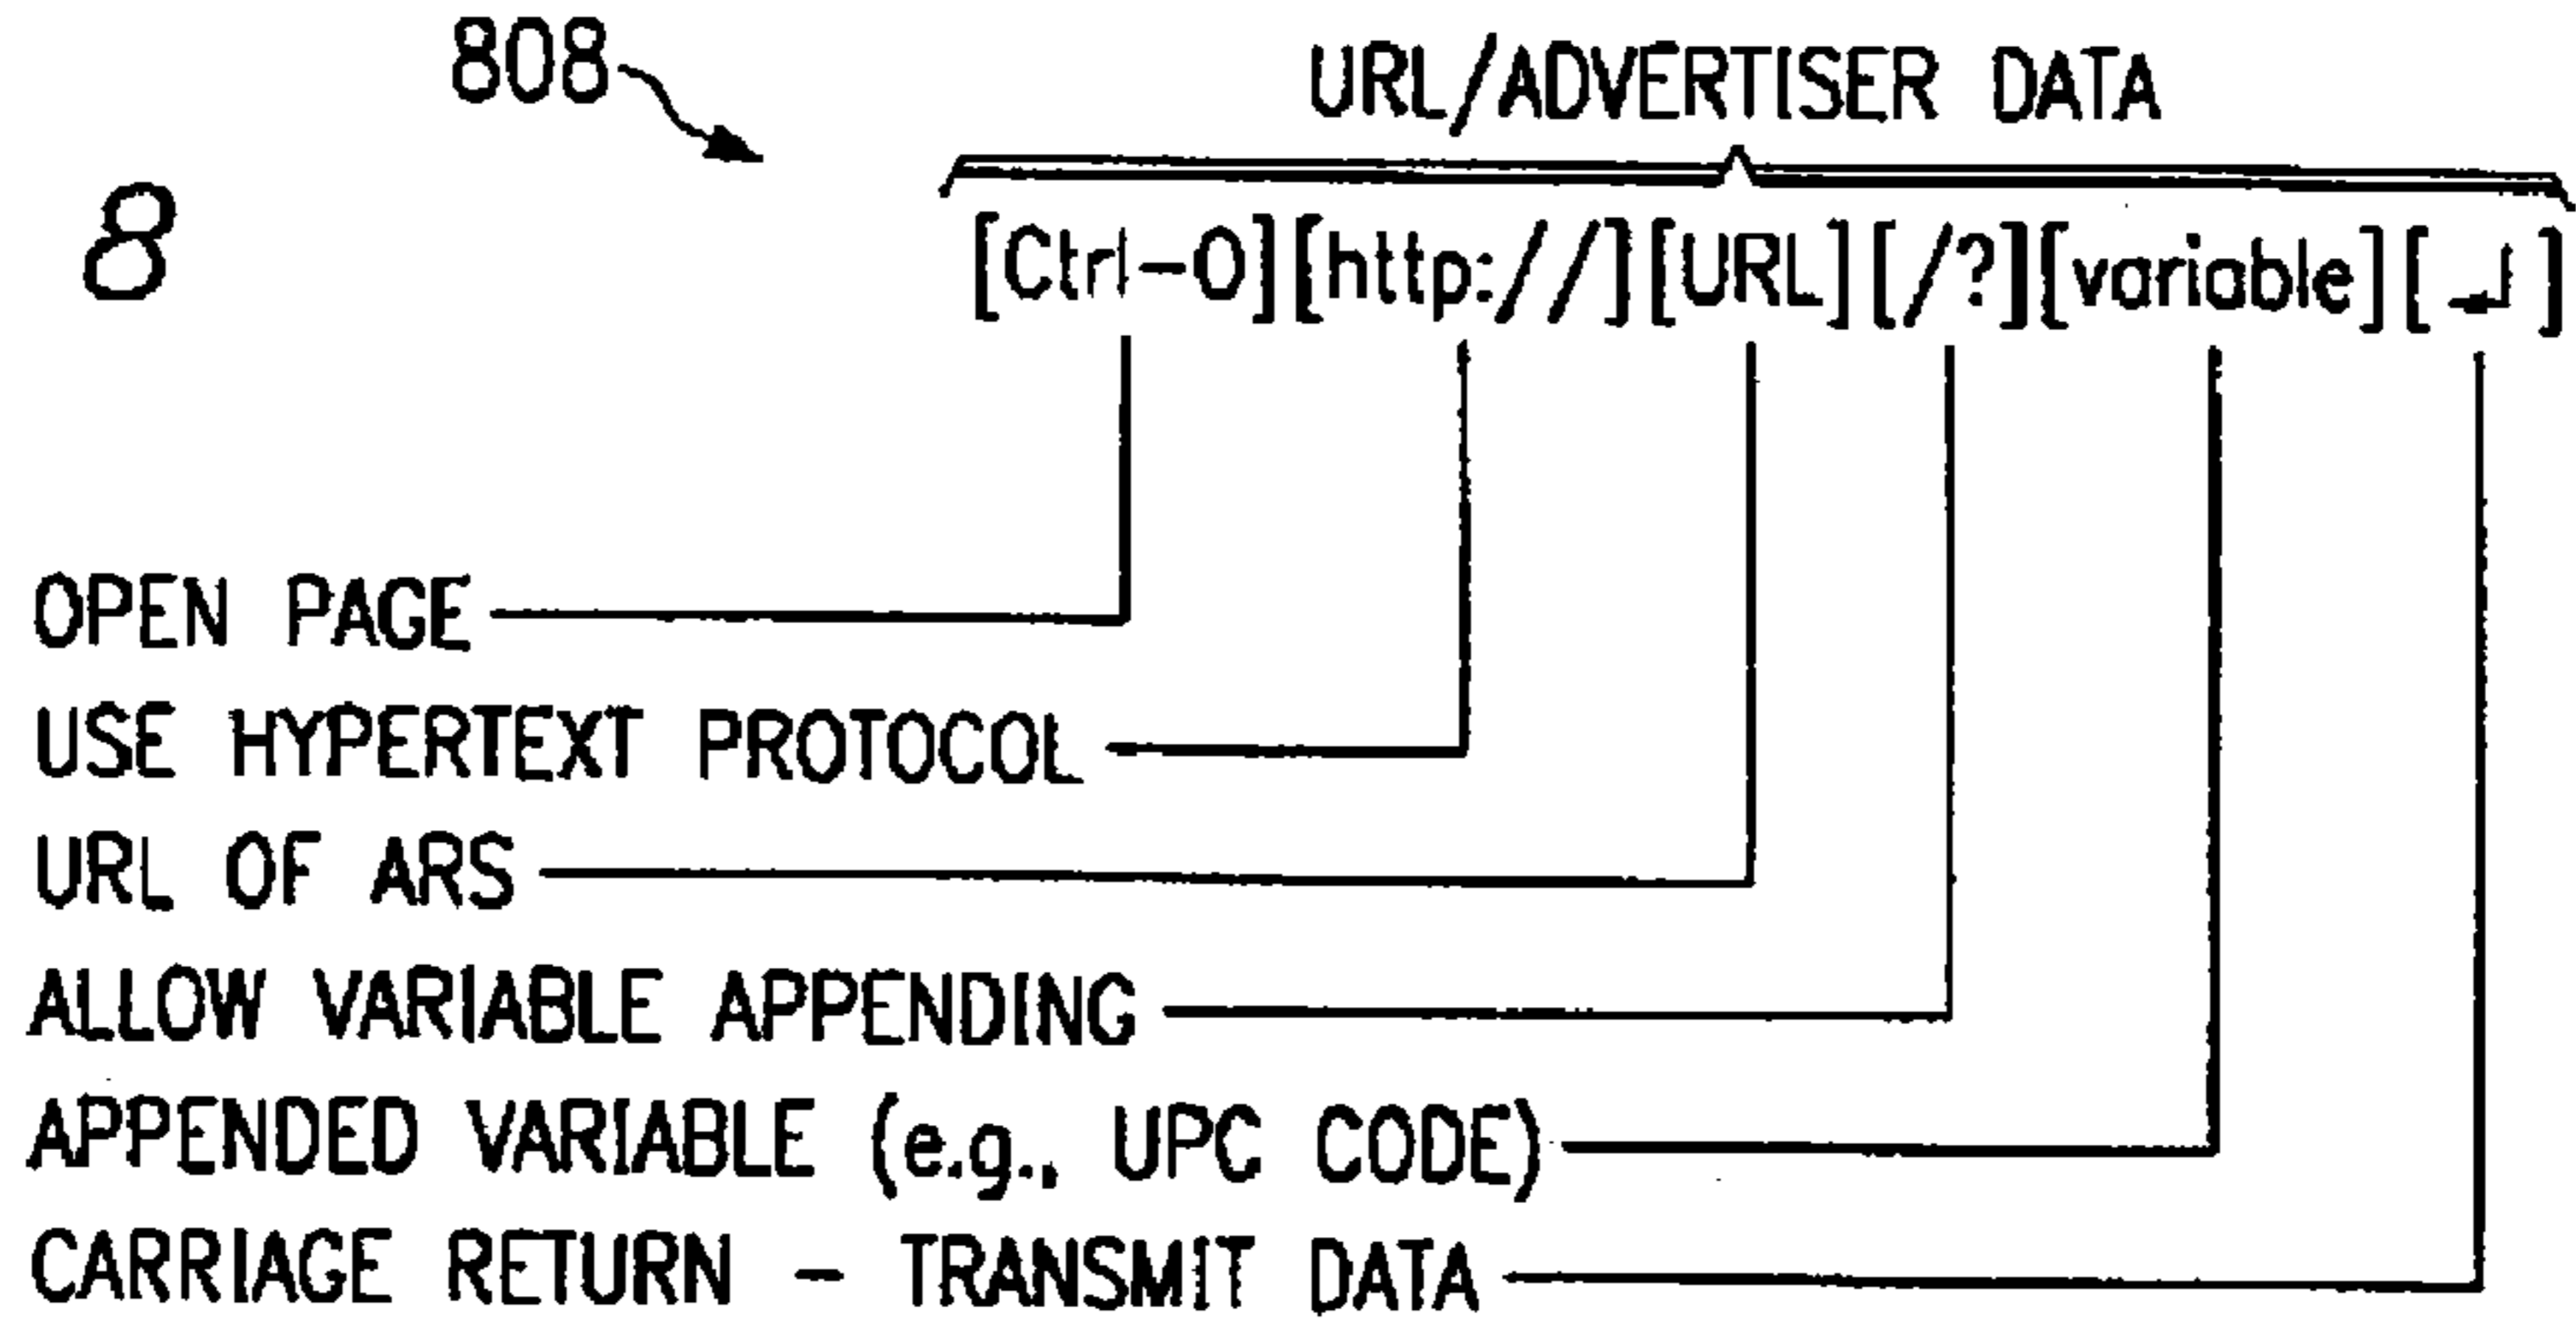 808
URL/ADVERTISER DATA
8
[Ctrl-O][http://][URL][/?][variable][↵]
OPEN PAGE
USE HYPERTEXT PROTOCOL
URL OF ARS
ALLOW VARIABLE APPENDING
APPENDED VARIABLE (e.g., UPC CODE)
CARRIAGE RETURN - TRANSMIT DATA